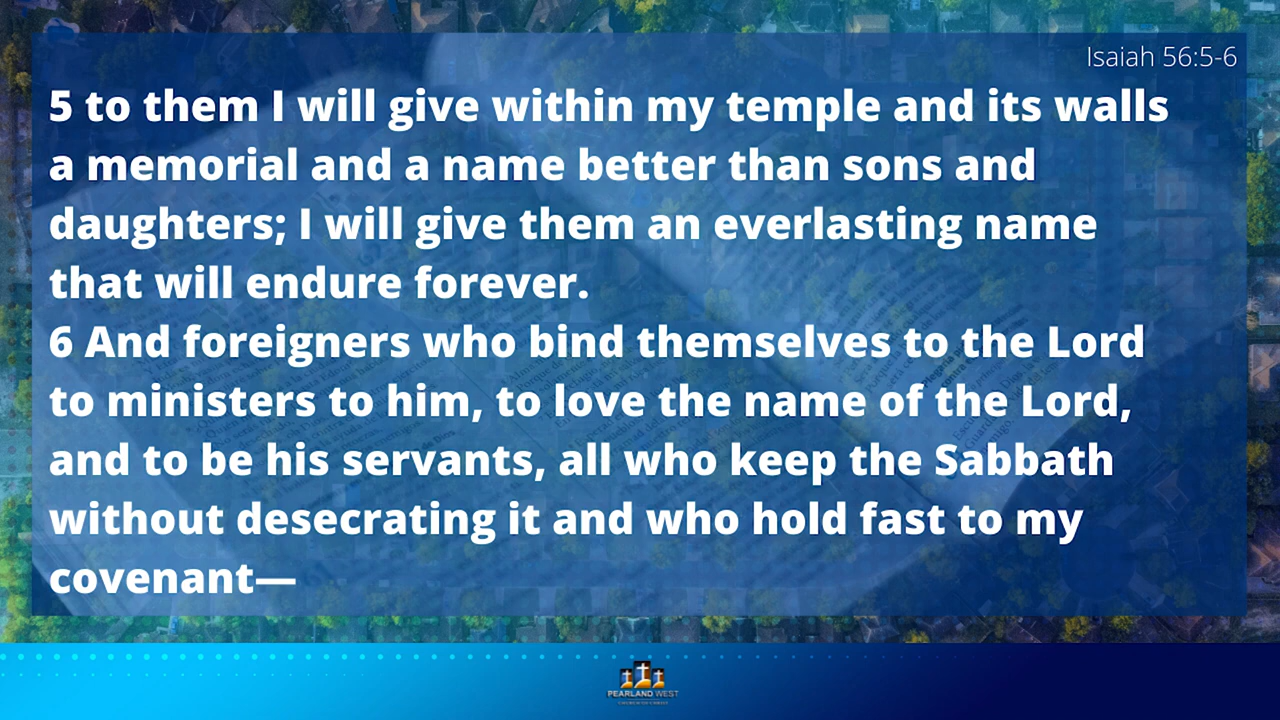 Isaiah 56:5-6
5 to them I will give within my temple and its walls
a memorial and a name better than sons and
daughters; I will give them an everlasting name
that will endure forever.
6 And foreigners who bind themselves to the Lord
to ministers to him, to love the name of the Lord,
and to be his servants, all who keep the Sabbath
without desecrating it and who hold fast to my
covenant—
PEARLAND WEST